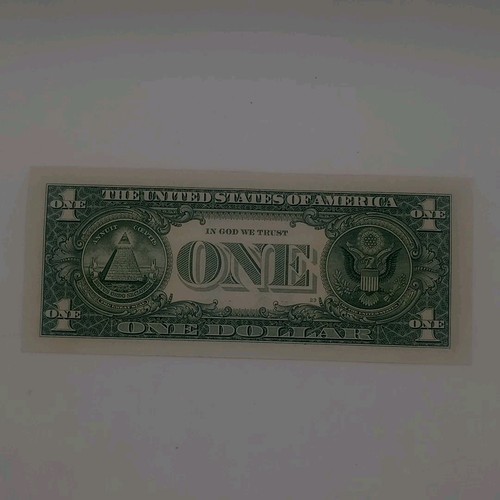 THE UNITED STATES OF AMERICA
1 ONE
ONE 1
ANNUIT COEPTIS
IN GOD WE TRUST
ONE
1 ONE
ONE DOLLAR
ONE 1